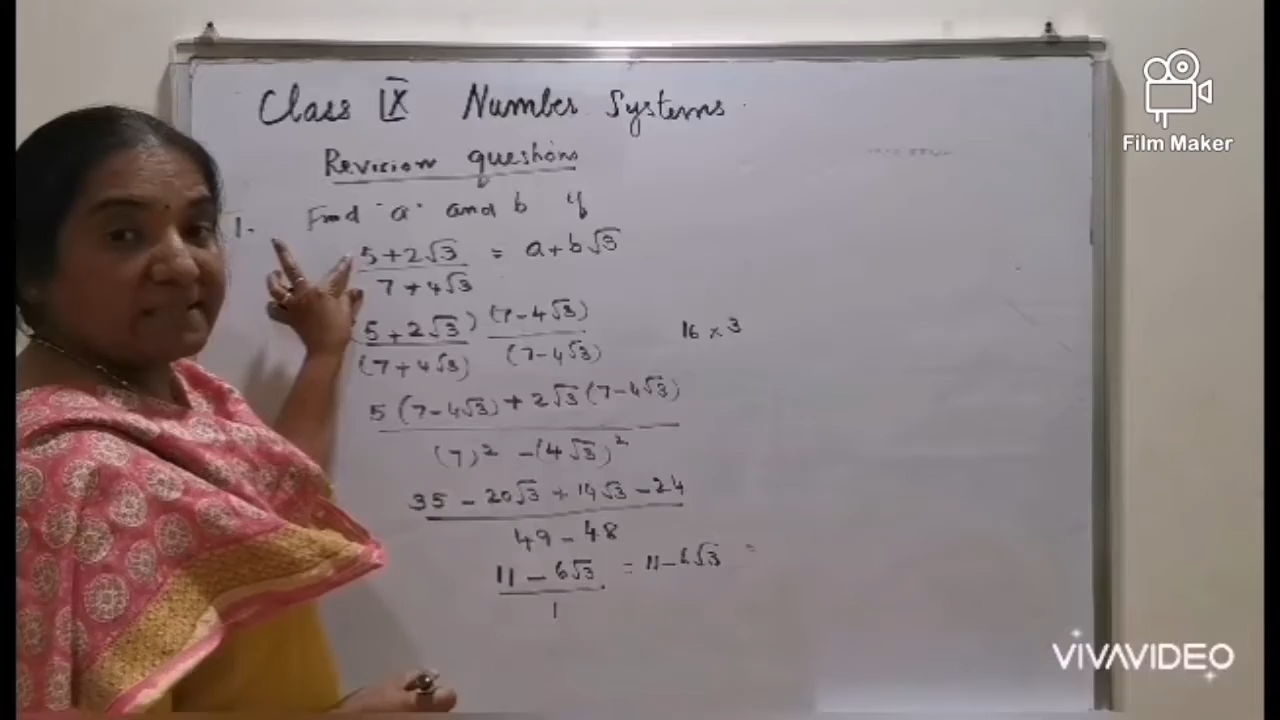 Class IX Number Systems
Revision questions
1. Find "a" and b if
5+2√3 = a+b√3
7+4√3
(5+2√3) (7-4√3)
(7+4√3) (7-4√3)
16 × 3
5(7-4√3)+2√3(7-4√3)
(7)² -(4√3)²
35 - 20√3 + 14√3 - 24
49 - 48
11 - 6√3 = 11-6√3 =
1
Film Maker
VIVAVIDEO